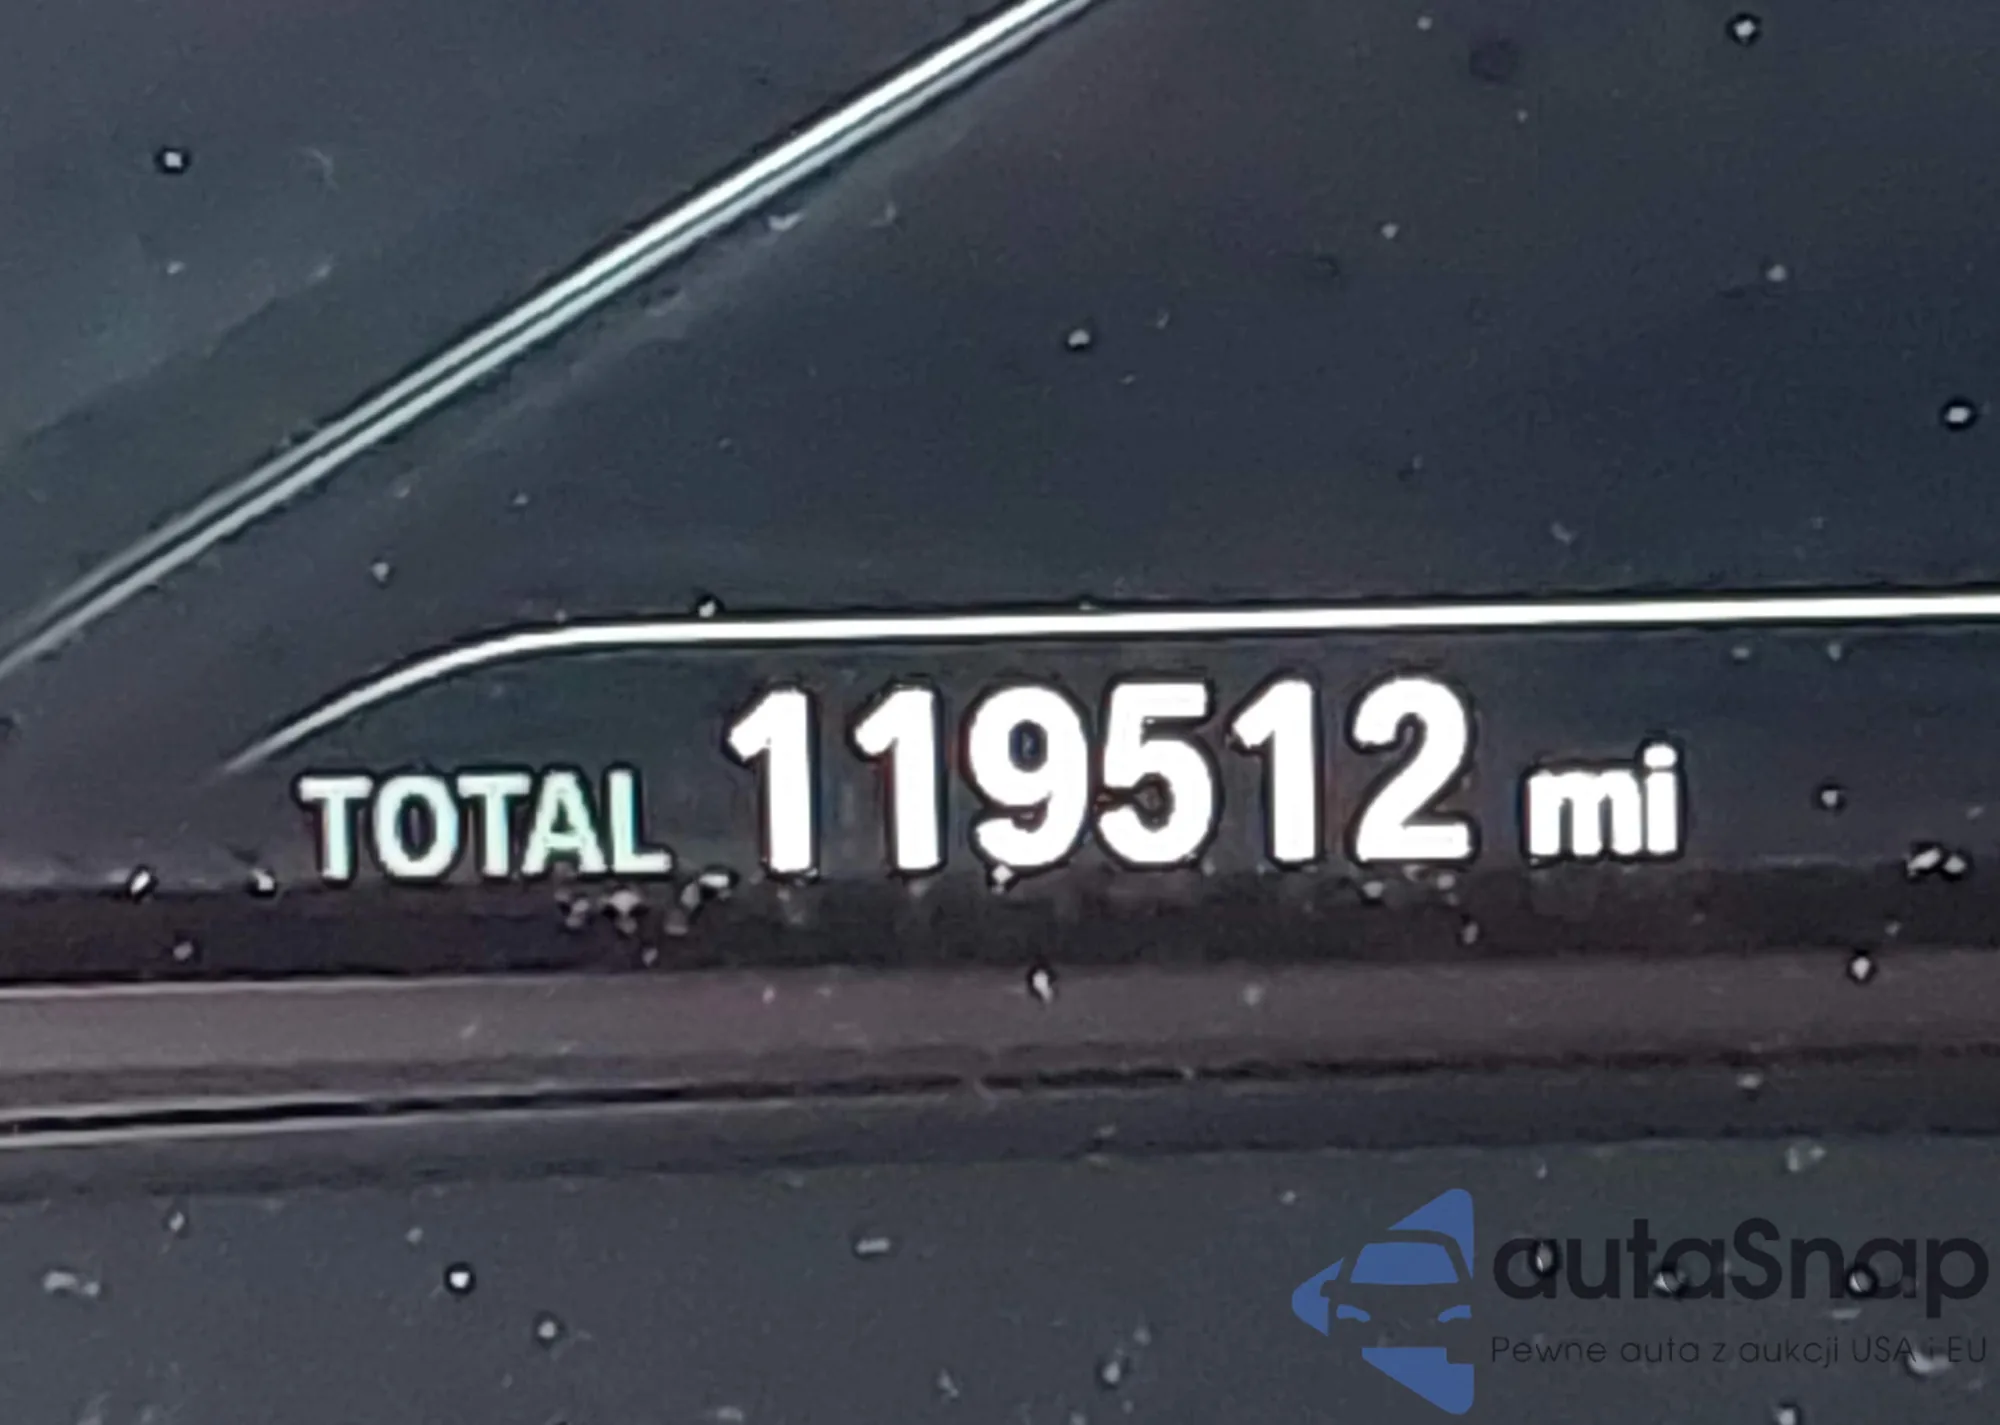 TOTAL 119512 mi
autaSnap
Pewne auta z aukcji USA i EU